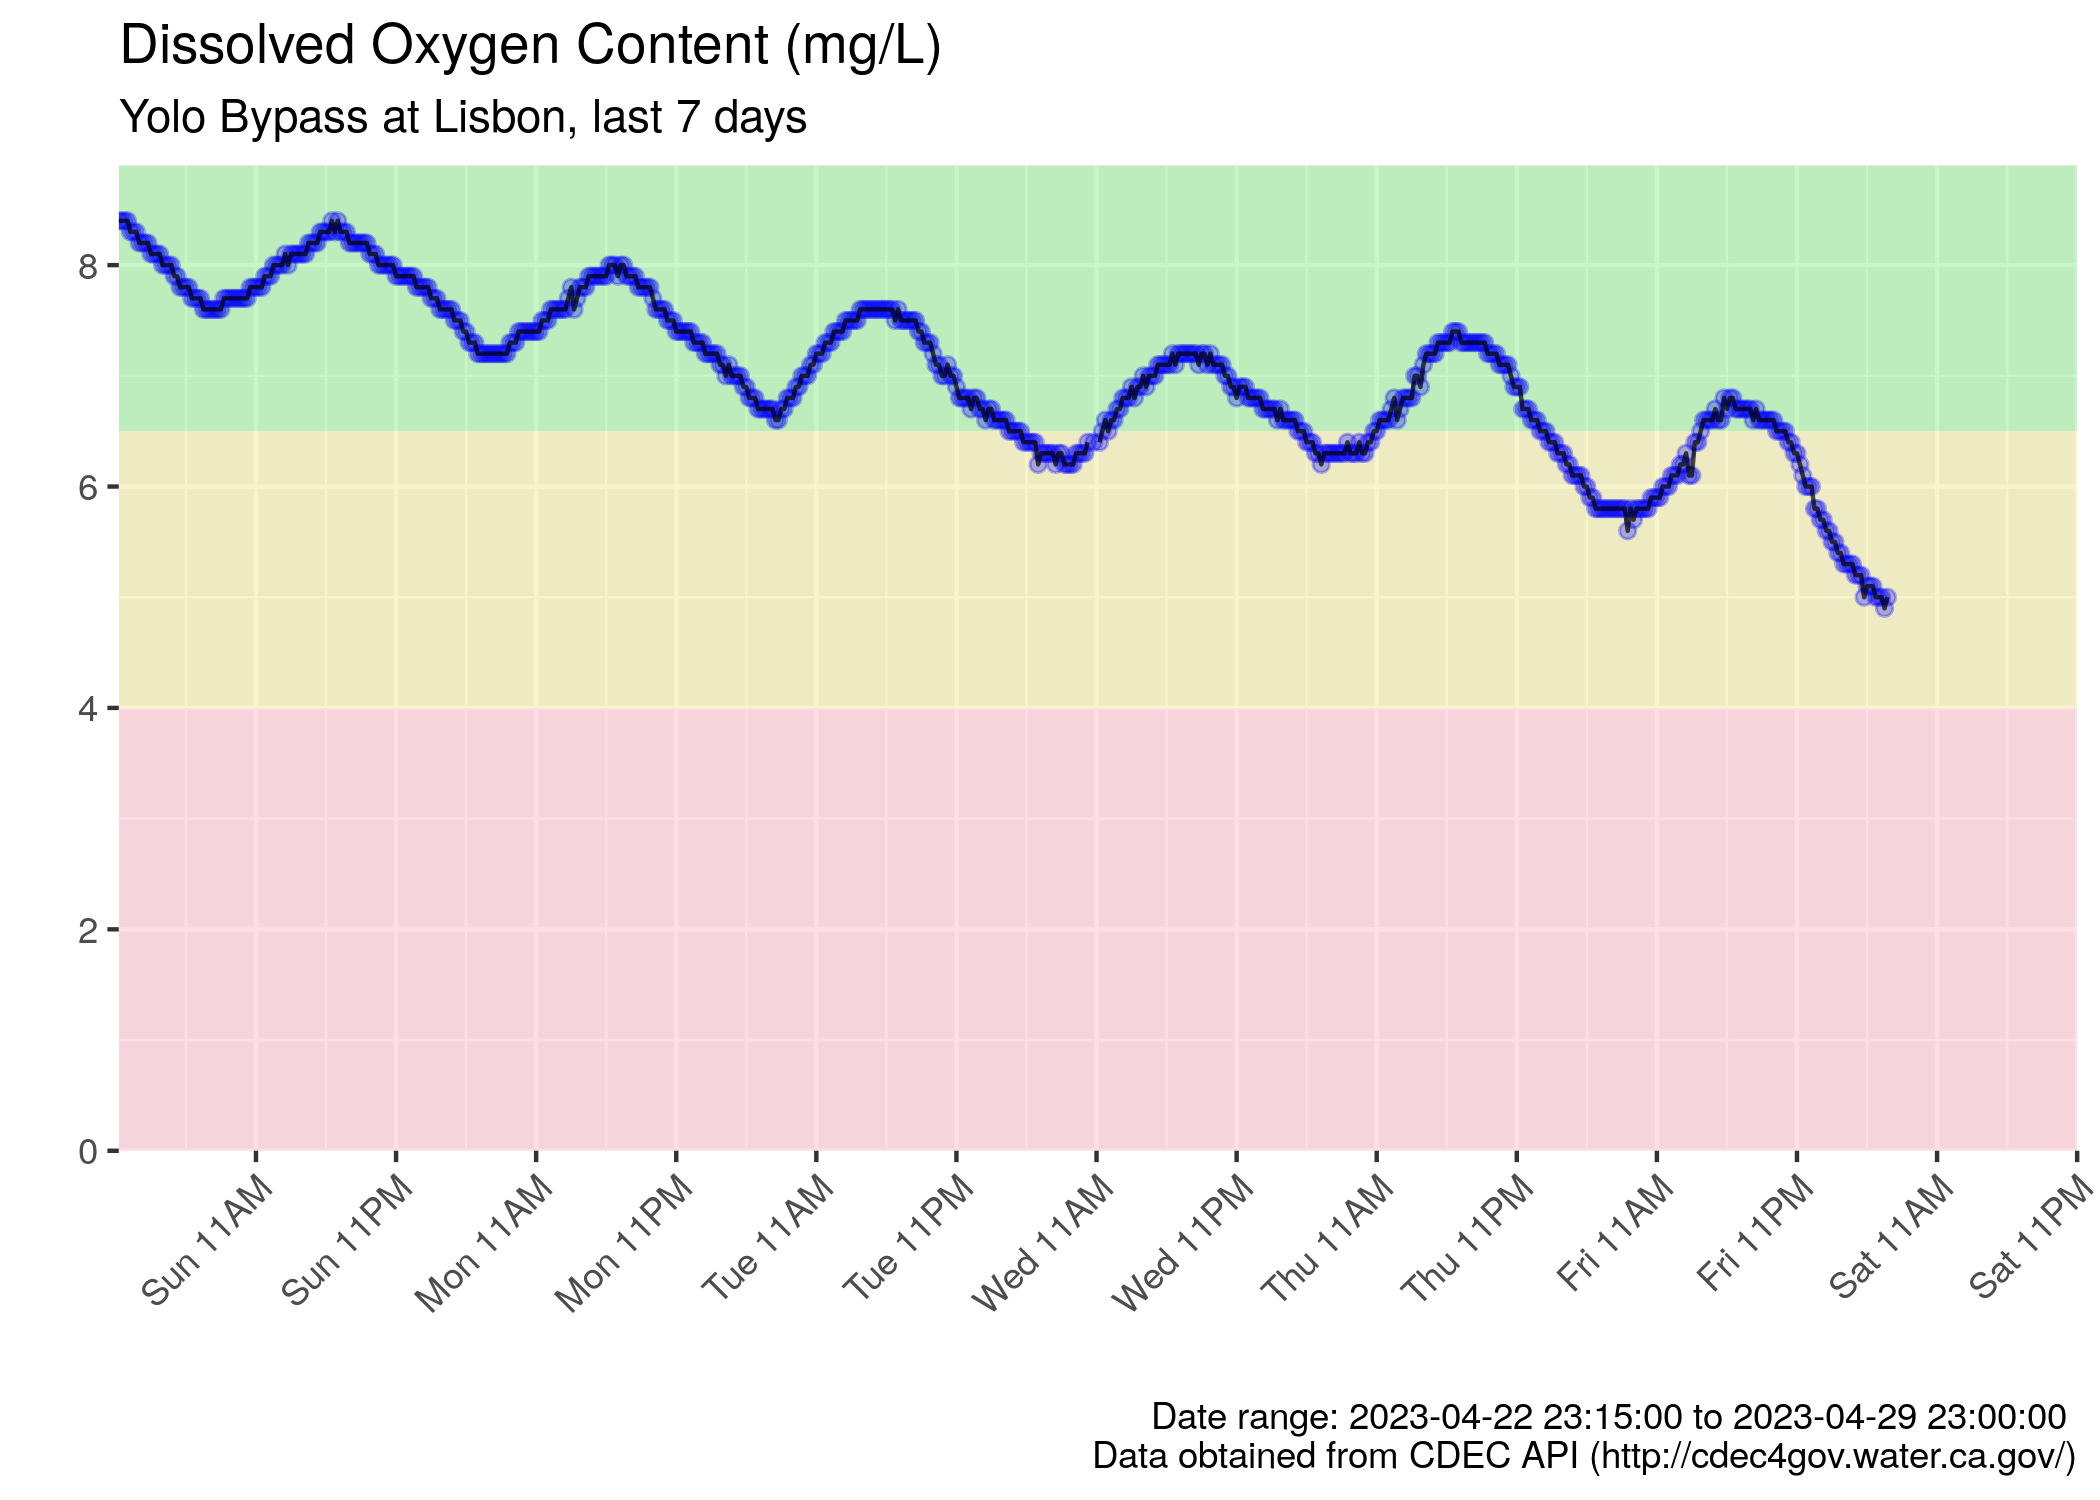 Dissolved Oxygen Content (mg/L)
Yolo Bypass at Lisbon, last 7 days
8
6
4
2
0
Sun 11AM
Sun 11PM
Mon 11AM
Mon 11PM
Tue 11AM
Tue 11PM
Wed 11AM
Wed 11PM
Thu 11AM
Thu 11PM
Fri 11AM
Fri 11PM
Sat 11AM
Sat 11PM
Date range: 2023-04-22 23:15:00 to 2023-04-29 23:00:00
Data obtained from CDEC API (http://cdec4gov.water.ca.gov/)